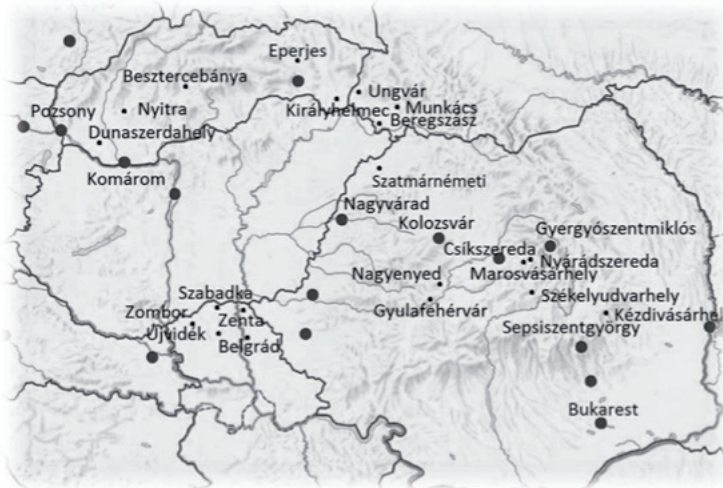 Eperjes
Besztercebánya
Ungvár
Nyitra
Királyhelmec
Munkács
Pozsony
Beregszász
Dunaszerdahely
Komárom
Szatmárnémeti
Nagyvárad
Kolozsvár
Gyergyószentmiklós
Csíkszereda
Nyárádszereda
Marosvásárhely
Nagyenyed
Székelyudvarhely
Szabadka
Gyulafehérvár
Zombor
Zenta
Kézdivásárhel
Újvidék
Sepsiszentgyörgy
Belgrád
Bukarest